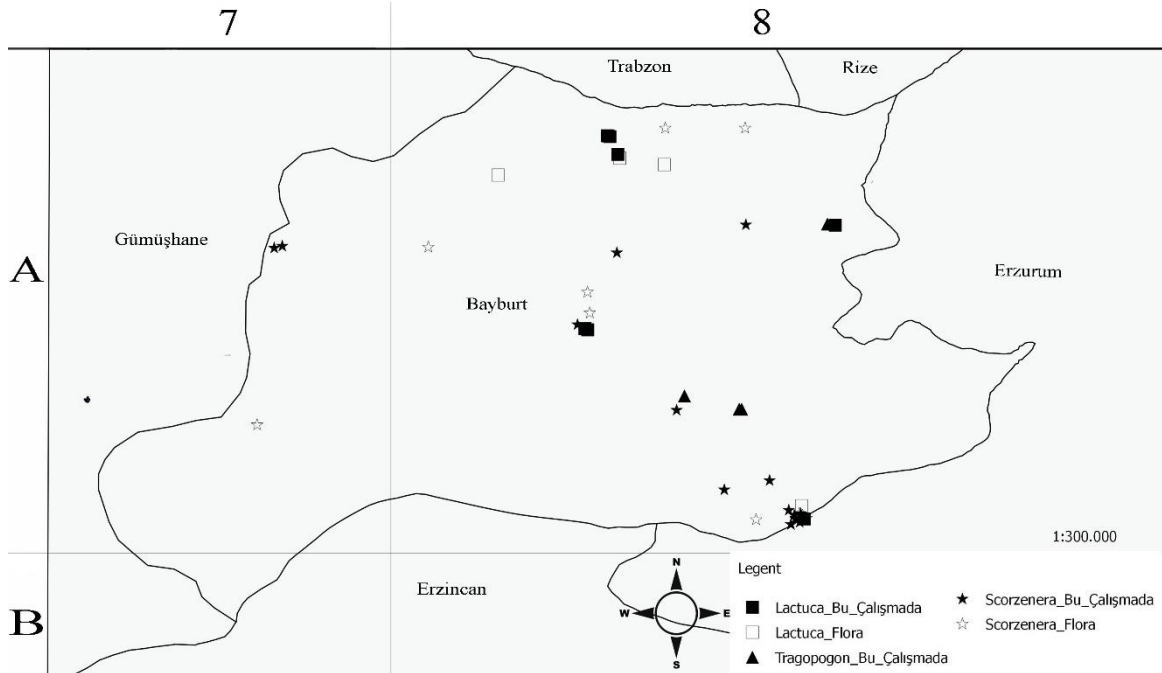 7
8
Trabzon
Rize
Gümüşhane
A
Erzurum
Bayburt
1:300.000
Legent
Erzincan
B
N
W
E
S
Lactuca_Bu_Çalışmada
Lactuca_Flora
Tragopogon_Bu_Çalışmada
Scorzenera_Bu_Çalışmada
Scorzenera_Flora